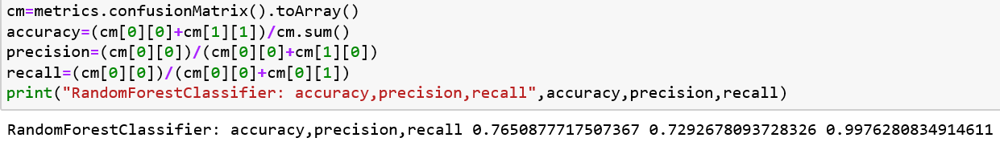 cm=metrics.confusionMatrix().toArray()
accuracy=(cm[0][0]+cm[1][1])/cm.sum()
precision=(cm[0][0])/(cm[0][0]+cm[1][0])
recall=(cm[0][0])/(cm[0][0]+cm[0][1])
print("RandomForestClassifier: accuracy,precision,recall",accuracy,precision,recall)
RandomForestClassifier: accuracy,precision,recall 0.7650877717507367 0.7292678093728326 0.9976280834914611